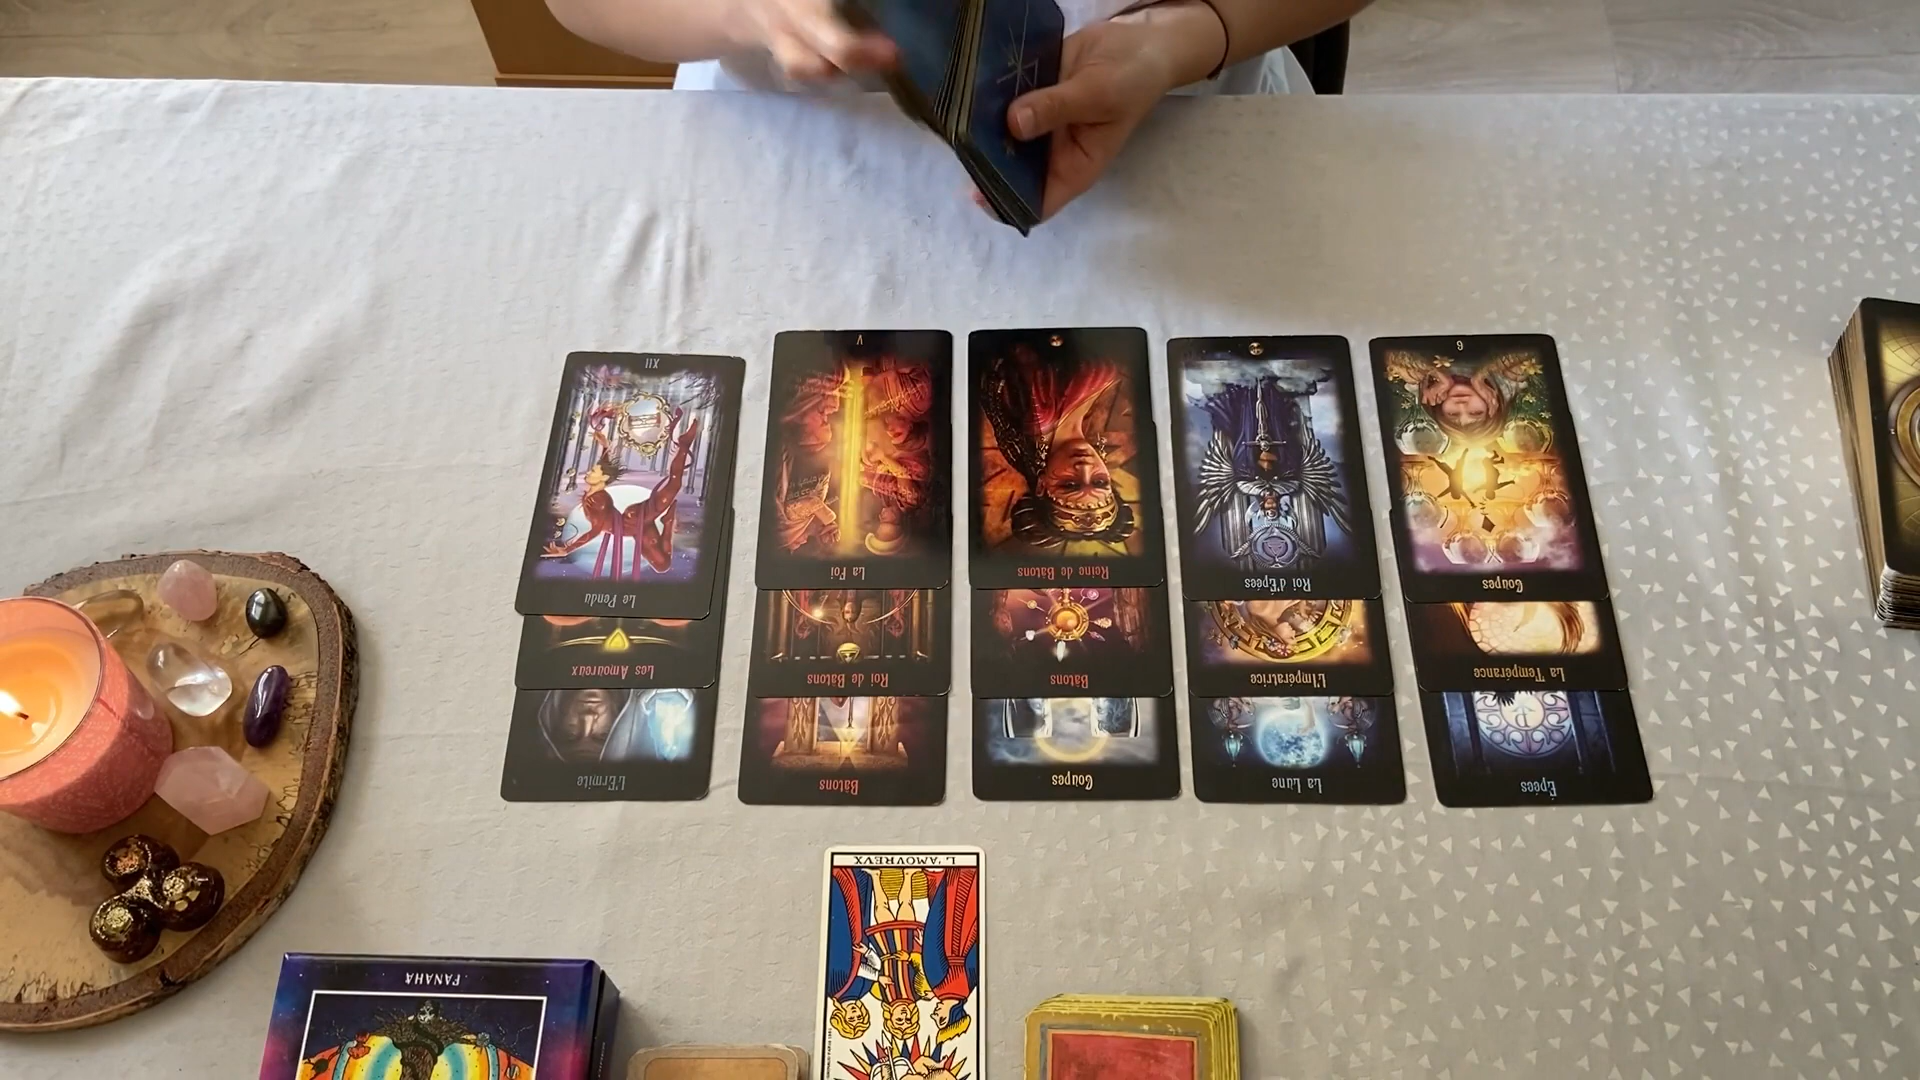 XII
Le Pendu
Les Amoureux
L'Ermite
V
La Foi
Roi de Bâtons
Bâtons
Reine de Bâtons
Bâtons
Coupes
Roi d'Épées
L'Impératrice
La Lune
6
Coupes
La Tempérance
Épées
L'AMOVREVX
PANAHA